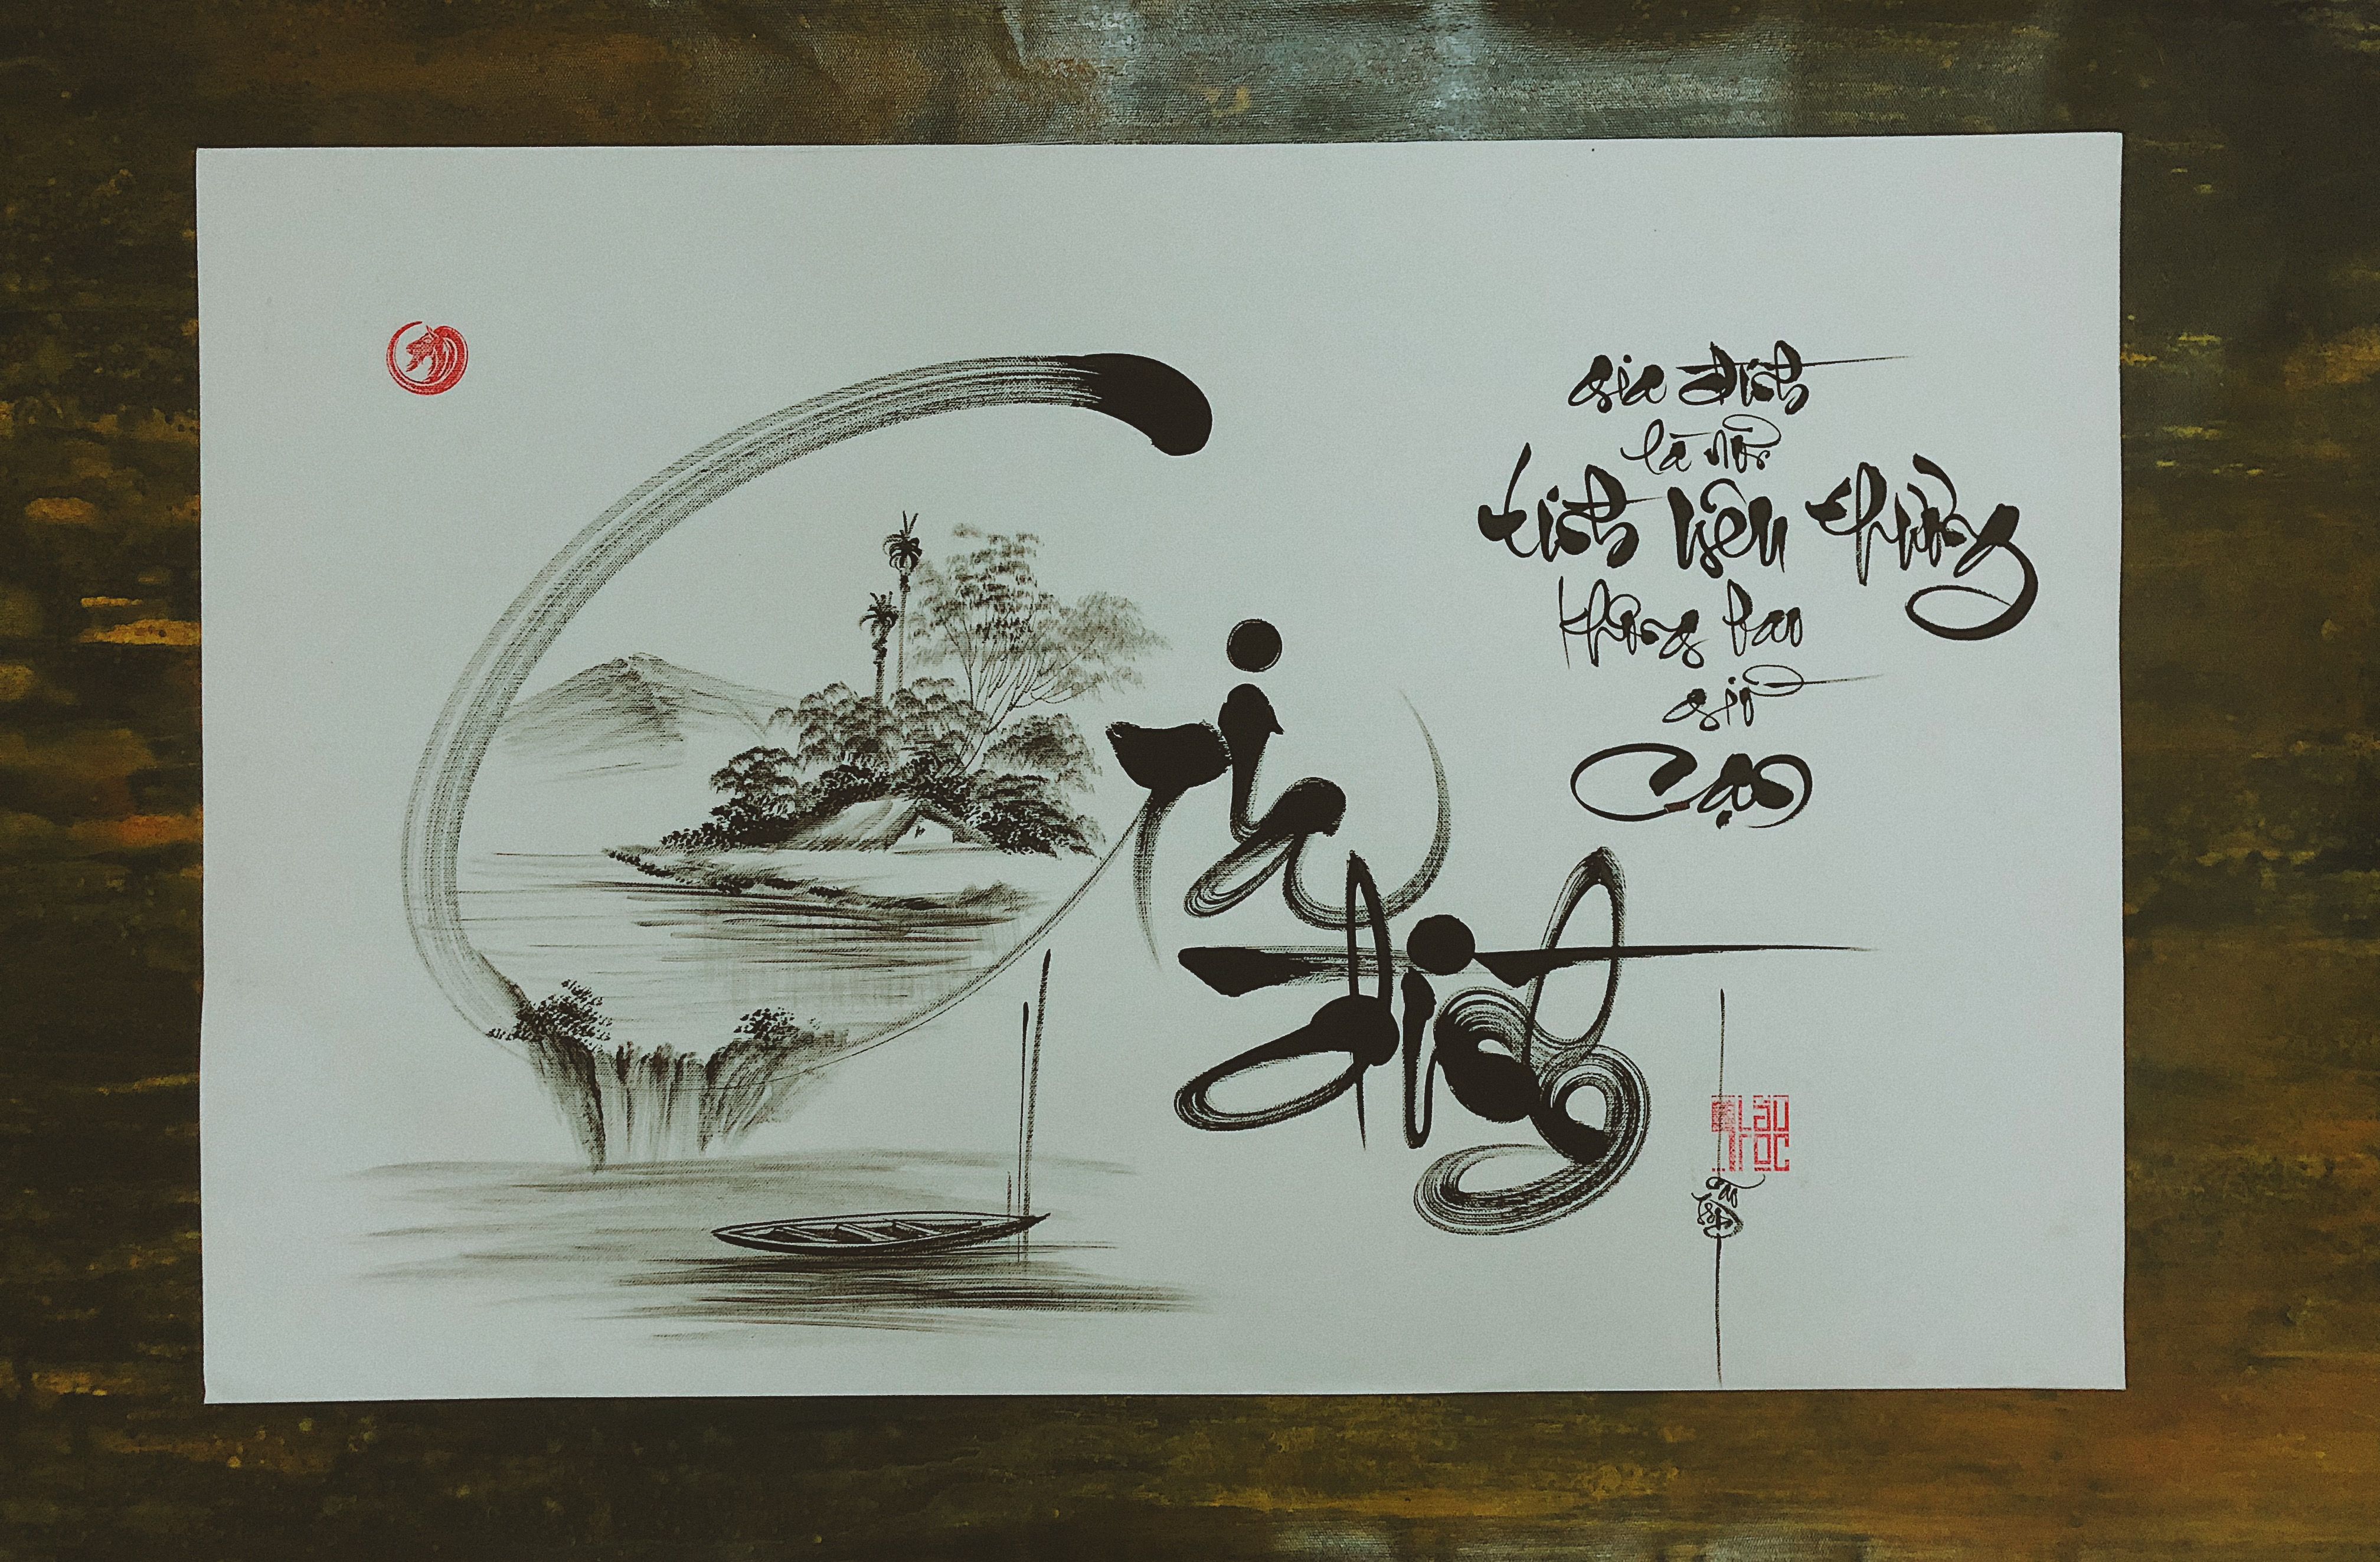 Gia
đình
gia đình
là nơi
tình yêu thương
không bao
giờ
cạn
Lão
Trọc